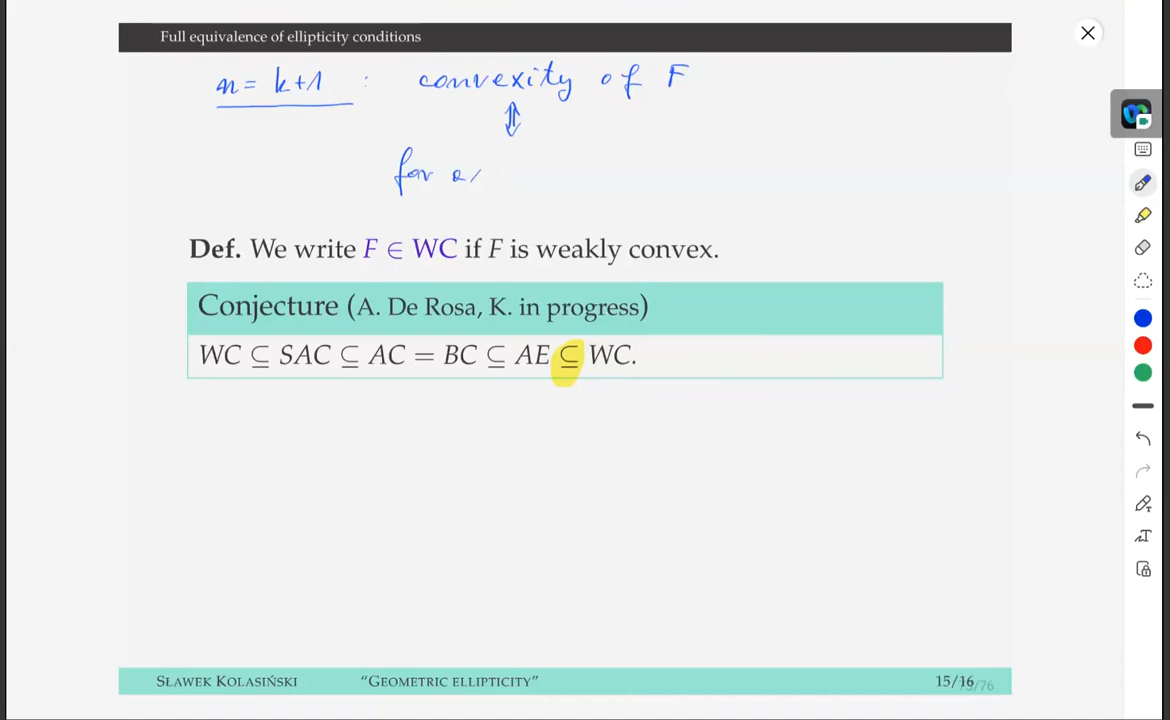 Full equivalence of ellipticity conditions
n = k+1 : convexity of F
⇕
for
Def. We write F ∈ WC if F is weakly convex.
Conjecture (A. De Rosa, K. in progress)
WC ⊆ SAC ⊆ AC = BC ⊆ AE ⊆ WC.
SŁAWEK KOLASIŃSKI "GEOMETRIC ELLIPTICITY" 15/16